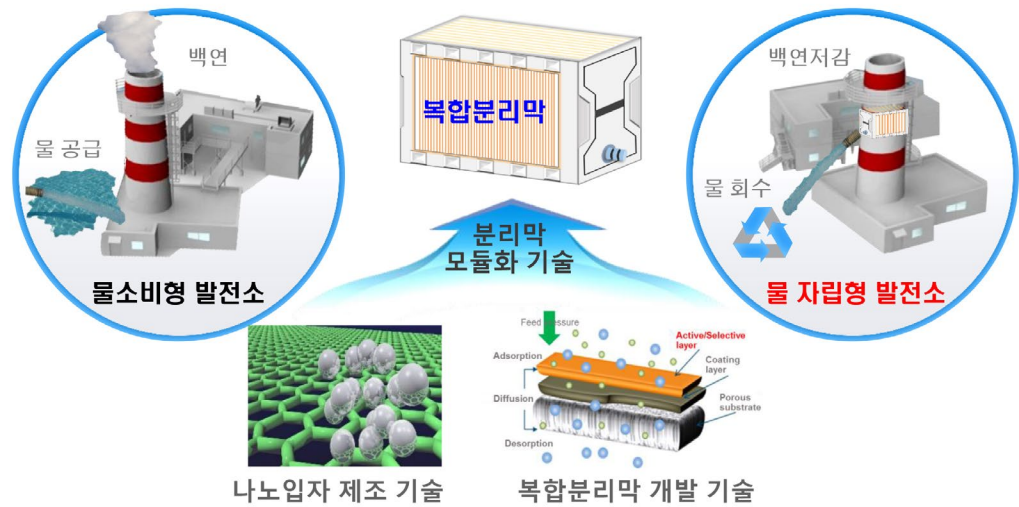 백연
물 공급
물소비형 발전소
복합분리막
분리막
모듈화 기술
백연저감
물 회수
물 자립형 발전소
나노입자 제조 기술
Feed pressure
Active/Selective
layer
Adsorption
Coating
layer
Diffusion
Porous
substrate
Desorption
복합분리막 개발 기술